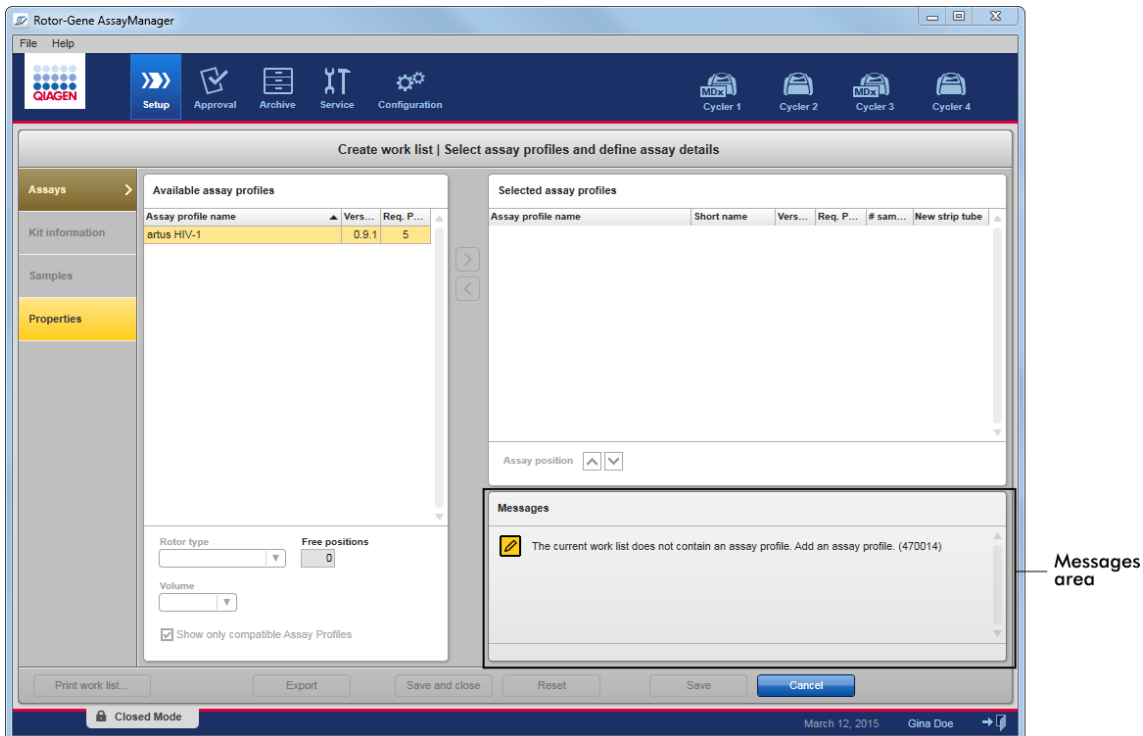 Rotor-Gene AssayManager
File Help
QIAGEN
Setup Approval Archive Service Configuration
MDx Cycler 1 Cycler 2 MDx Cycler 3 Cycler 4
Create work list | Select assay profiles and define assay details
Assays
Kit information
Samples
Properties
Available assay profiles
Assay profile name Vers... Req. P...
artus HIV-1 0.9.1 5
Rotor type Free positions
0
Volume
Show only compatible Assay Profiles
Selected assay profiles
Assay profile name Short name Vers... Req. P... # sam... New strip tube
Assay position
Messages
The current work list does not contain an assay profile. Add an assay profile. (470014)
Messages
area
Print work list... Export Save and close Reset Save Cancel
Closed Mode
March 12, 2015 Gina Doe